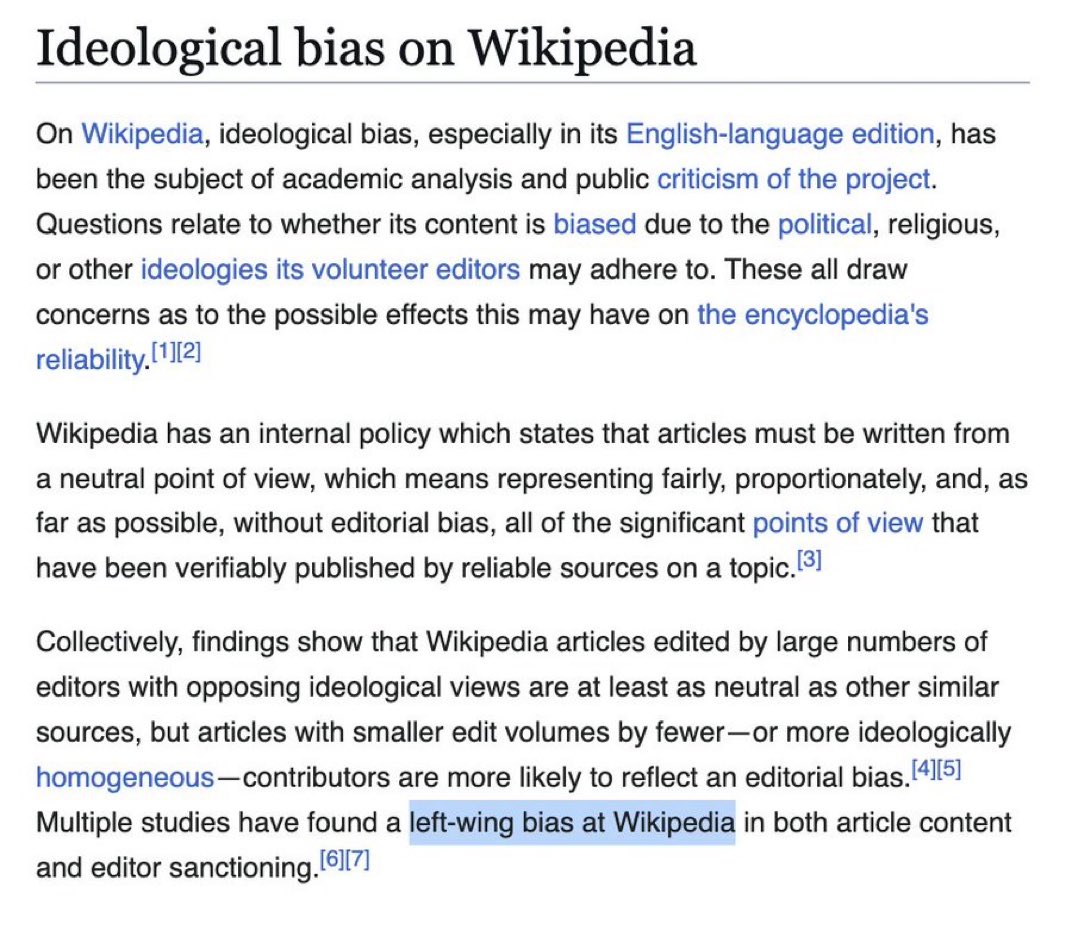 Ideological bias on Wikipedia
On Wikipedia, ideological bias, especially in its English-language edition, has
been the subject of academic analysis and public criticism of the project.
Questions relate to whether its content is biased due to the political, religious,
or other ideologies its volunteer editors may adhere to. These all draw
concerns as to the possible effects this may have on the encyclopedia's
reliability.[1][2]
Wikipedia has an internal policy which states that articles must be written from
a neutral point of view, which means representing fairly, proportionately, and, as
far as possible, without editorial bias, all of the significant points of view that
have been verifiably published by reliable sources on a topic.[3]
Collectively, findings show that Wikipedia articles edited by large numbers of
editors with opposing ideological views are at least as neutral as other similar
sources, but articles with smaller edit volumes by fewer—or more ideologically
homogeneous—contributors are more likely to reflect an editorial bias.[4][5]
Multiple studies have found a left-wing bias at Wikipedia in both article content
and editor sanctioning.[6][7]